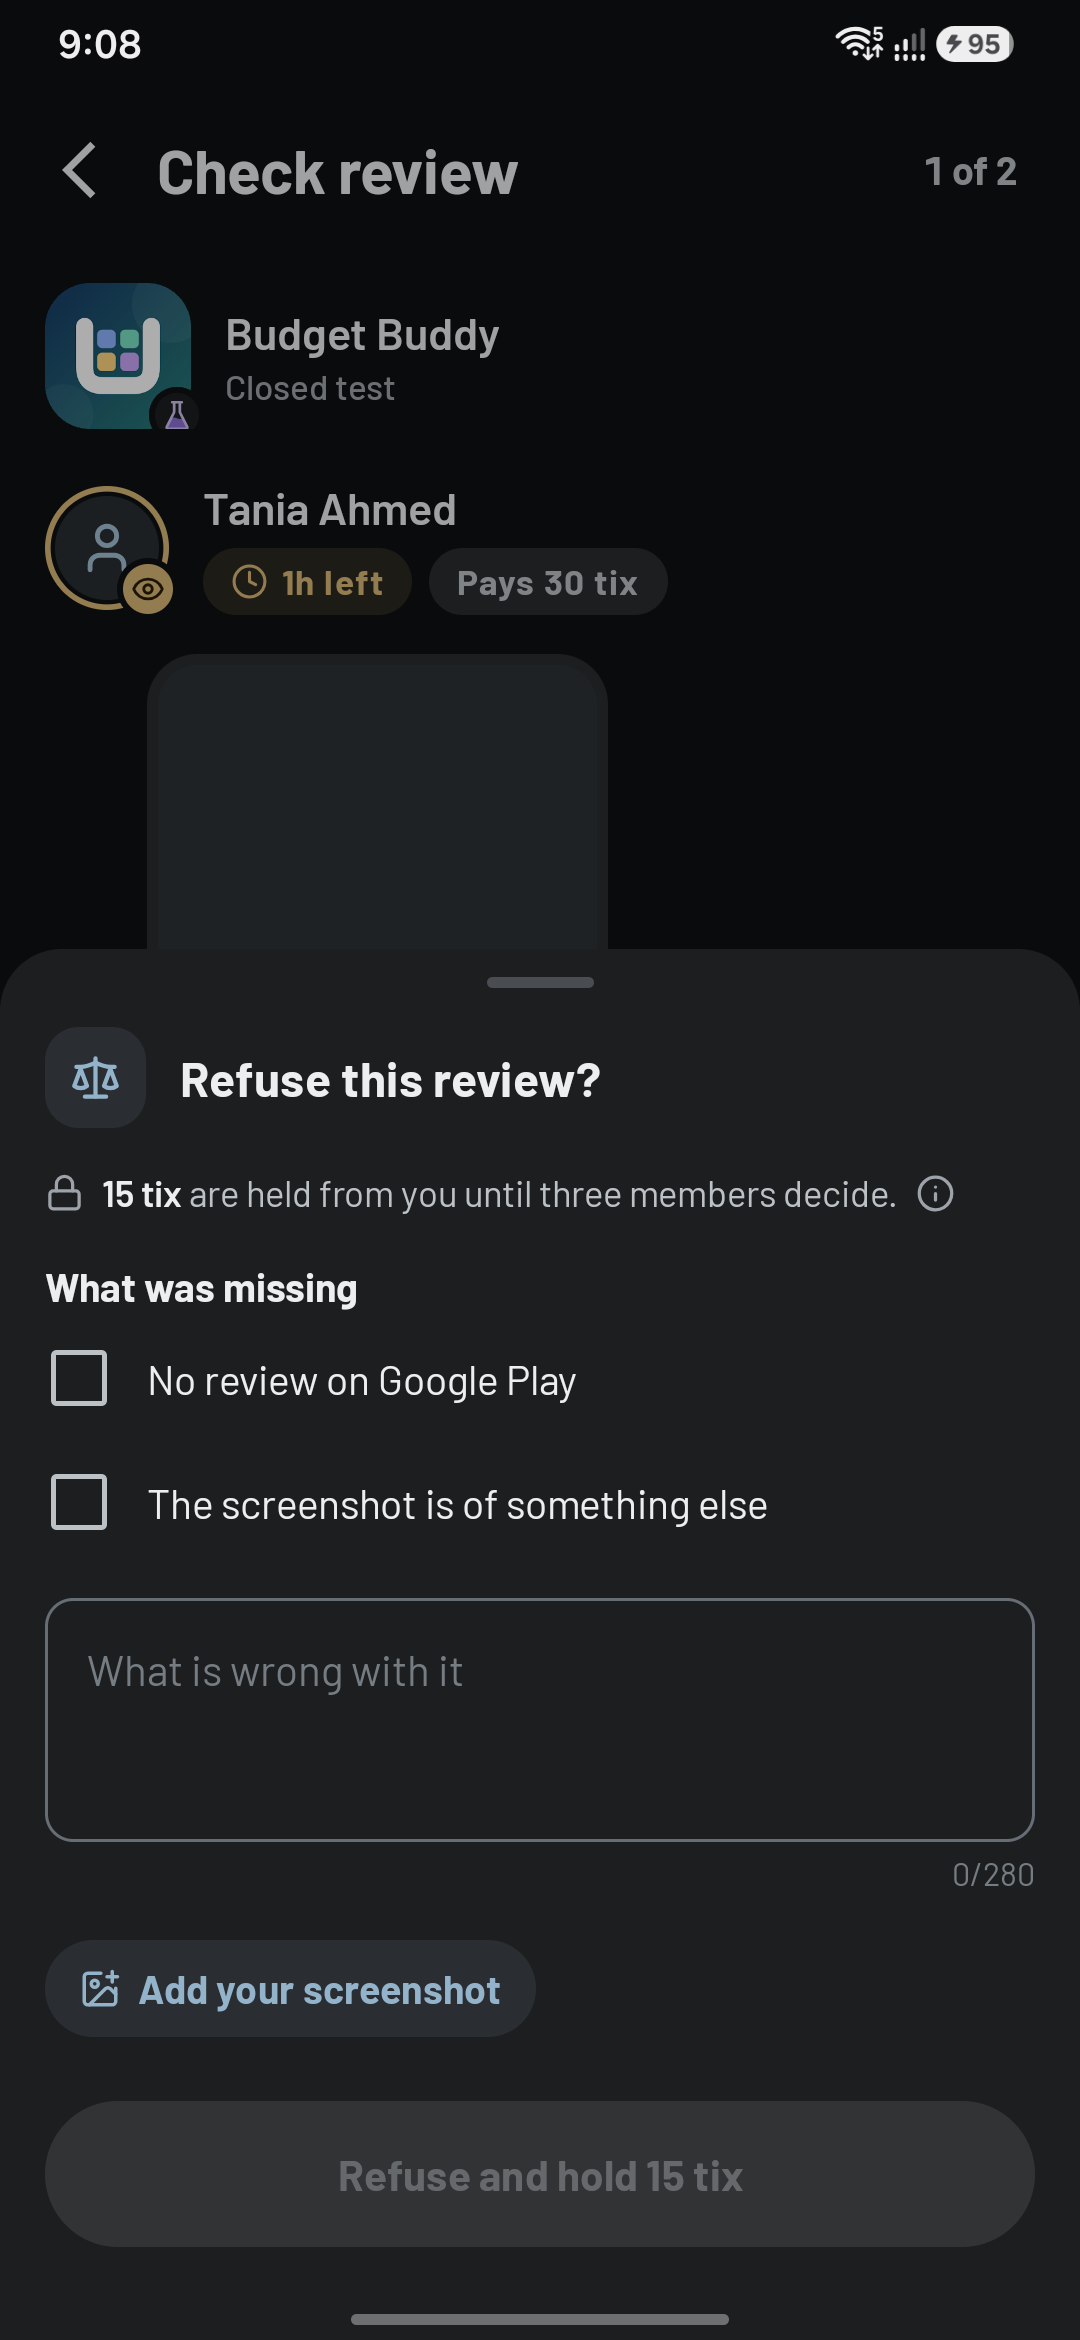 9:08
5
95
Check review
1 of 2
Budget Buddy
Closed test
Tania Ahmed
1h left
Pays 30 tix
Refuse this review?
15 tix are held from you until three members decide.
What was missing
No review on Google Play
The screenshot is of something else
What is wrong with it
0/280
Add your screenshot
Refuse and hold 15 tix